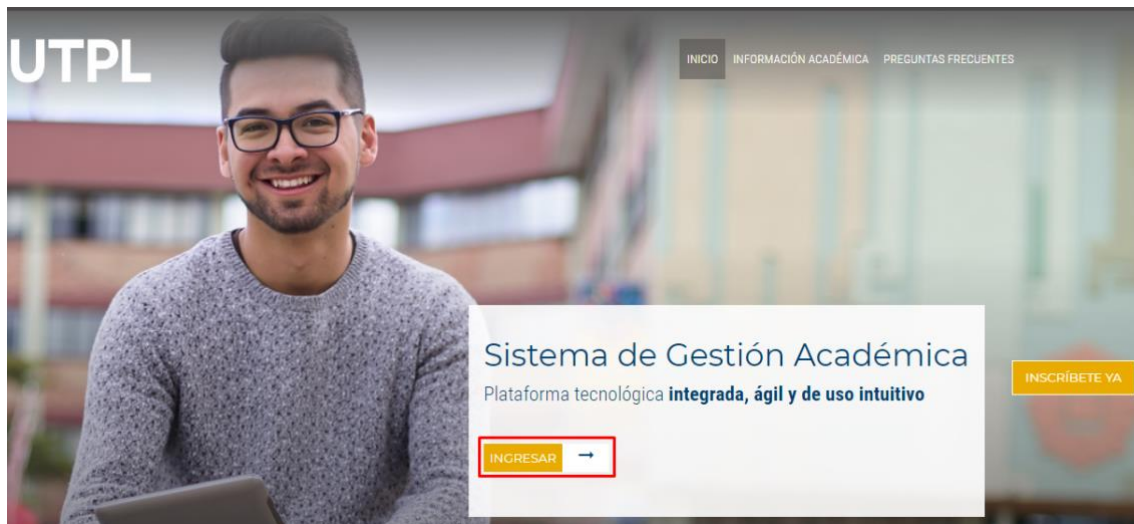 UTPL
INICIO INFORMACIÓN ACADÉMICA PREGUNTAS FRECUENTES
Sistema de Gestión Académica
Plataforma tecnológica integrada, ágil y de uso intuitivo
INSCRÍBETE YA
INGRESAR →